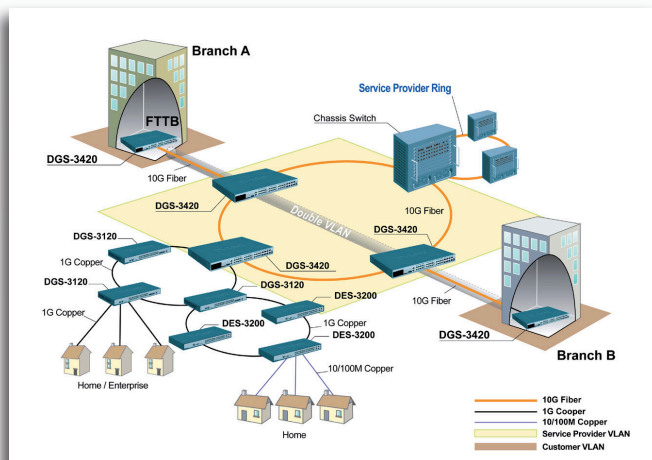 Branch A
FTTB
DGS-3420
10G Fiber
Service Provider Ring
Chassis Switch
DGS-3420
Double VLAN
10G Fiber
DGS-3420
DGS-3120
1G Copper
DGS-3120
DGS-3420
DGS-3120
1G Copper
DES-3200
DES-3200
1G Copper
DES-3200
10G Fiber
DGS-3420
Branch B
10/100M Copper
Home / Enterprise
Home
10G Fiber
1G Cooper
10/100M Copper
Service Provider VLAN
Customer VLAN